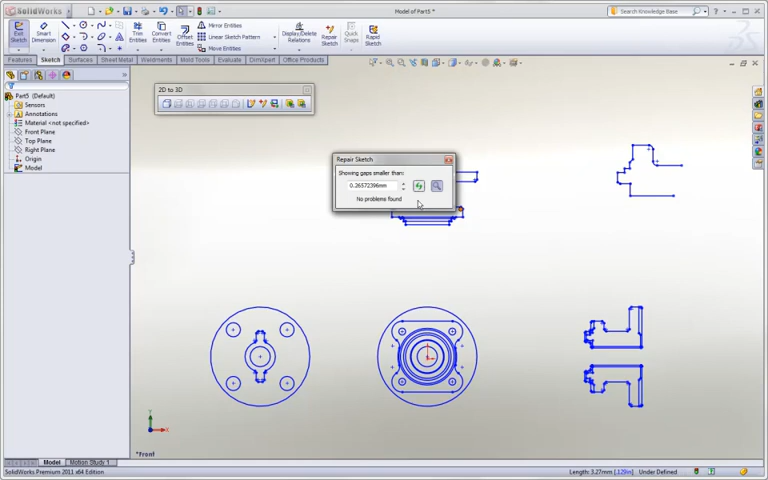 SolidWorks
Model of Part5 *
Search Knowledge Base
Exit Sketch
Smart Dimension
Trim Entities
Convert Entities
Offset Entities
Mirror Entities
Linear Sketch Pattern
Move Entities
Display/Delete Relations
Repair Sketch
Quick Snaps
Rapid Sketch
Features
Sketch
Surfaces
Sheet Metal
Weldments
Mold Tools
Evaluate
DimXpert
Office Products
2D to 3D
Part5 (Default)
Sensors
Annotations
Material <not specified>
Front Plane
Top Plane
Right Plane
Origin
Model
Repair Sketch
Showing gaps smaller than:
0.26572396mm
No problems found
Y
X
*Front
Model
Motion Study 1
SolidWorks Premium 2011 x64 Edition
Length: 3.27mm [.129in]
Under Defined